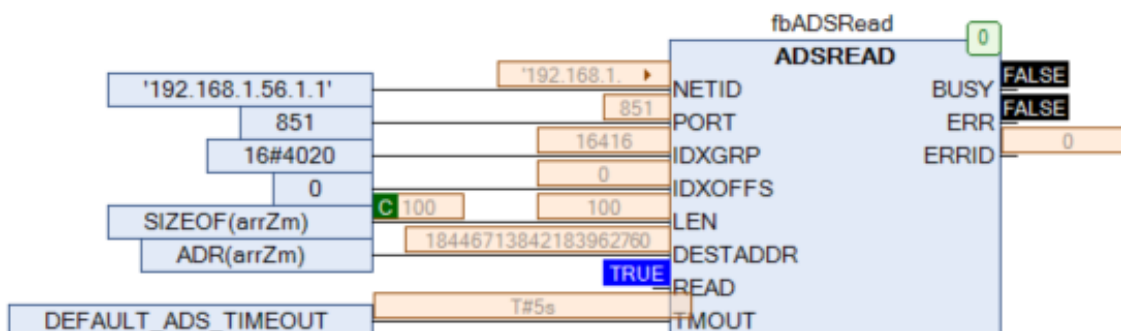 fbADSRead
0
ADSREAD
'192.168.1.56.1.1' '192.168.1. NETID BUSY FALSE
851 851 PORT ERR FALSE
16#4020 16416 IDXGRP ERRID 0
0 0 IDXOFFS
SIZEOF(arrZm) C 100 100 LEN
ADR(arrZm) 18446713842183962760 DESTADDR
TRUE READ
DEFAULT_ADS_TIMEOUT T#5s TMOUT